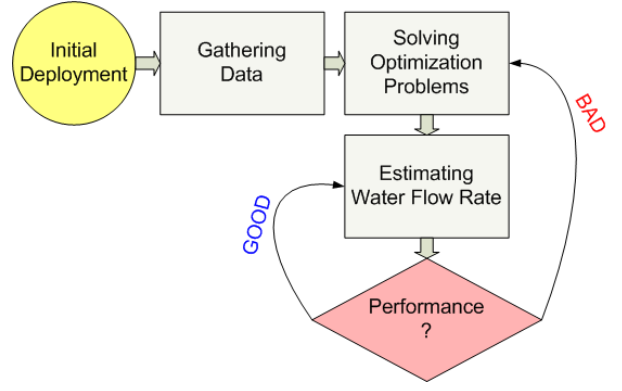 Initial
Deployment
Gathering
Data
Solving
Optimization
Problems
BAD
Estimating
Water Flow Rate
GOOD
Performance
?